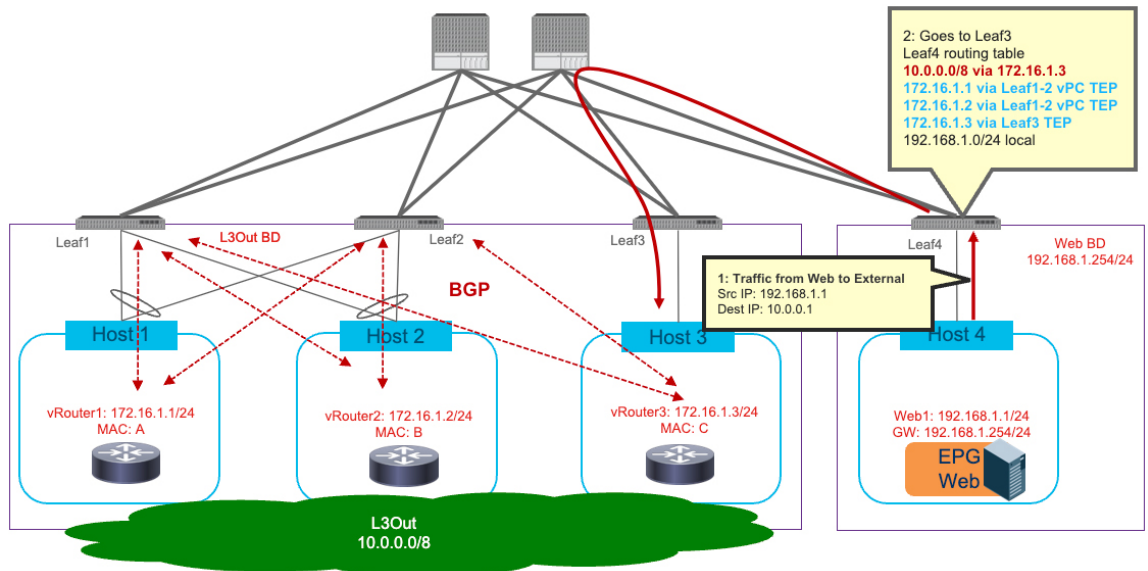 2: Goes to Leaf3
Leaf4 routing table
10.0.0.0/8 via 172.16.1.3
172.16.1.1 via Leaf1-2 vPC TEP
172.16.1.2 via Leaf1-2 vPC TEP
172.16.1.3 via Leaf3 TEP
192.168.1.0/24 local
Leaf1
L3Out BD
Leaf2
Leaf3
Leaf4
Web BD
192.168.1.254/24
BGP
1: Traffic from Web to External
Src IP: 192.168.1.1
Dest IP: 10.0.0.1
Host 1
Host 2
Host 3
Host 4
vRouter1: 172.16.1.1/24
MAC: A
vRouter2: 172.16.1.2/24
MAC: B
vRouter3: 172.16.1.3/24
MAC: C
Web1: 192.168.1.1/24
GW: 192.168.1.254/24
EPG
Web
L3Out
10.0.0.0/8